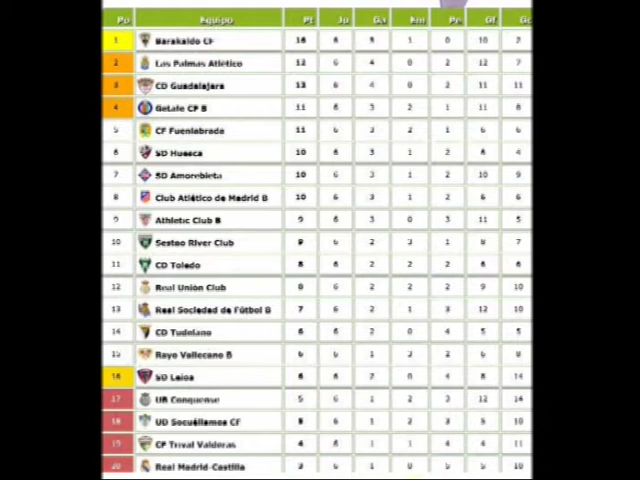 Po Equipo Pt Ju Ga Em Pe Gf Gc
1 Barakaldo CF 16 6 5 1 0 10 2
2 Las Palmas Atlético 12 6 4 0 2 12 7
3 CD Guadalajara 12 6 4 0 2 11 11
4 Getafe CF B 11 6 3 2 1 11 8
5 CF Fuenlabrada 11 6 3 2 1 6
6 SD Huesca 10 6 3 1 2 4
7 SD Amorebieta 10 6 3 1 2 10 9
8 Club Atlético de Madrid B 10 6 3 1 2 6 6
9 Athletic Club B 9 6 3 0 3 11 5
10 Sestao River Club 9 6 2 3 1 8 7
11 CD Toledo 8 6 2 2 2
12 Real Unión Club 8 6 2 2 2 9 10
13 Real Sociedad de Fútbol B 7 6 2 1 3 12 10
14 CD Tudelano 6 6 2 0 4 5 5
15 Rayo Vallecano B 6 6 1 3 2 6 8
16 SD Leioa 6 6 2 0 4 8 14
17 UB Conquense 5 6 1 2 3 12 14
18 UD Socuéllamos CF 5 6 1 2 3 10
19 CF Trival Valderas 4 6 1 1 4 4 11
20 Real Madrid-Castilla 3 6 1 0 5 5 10